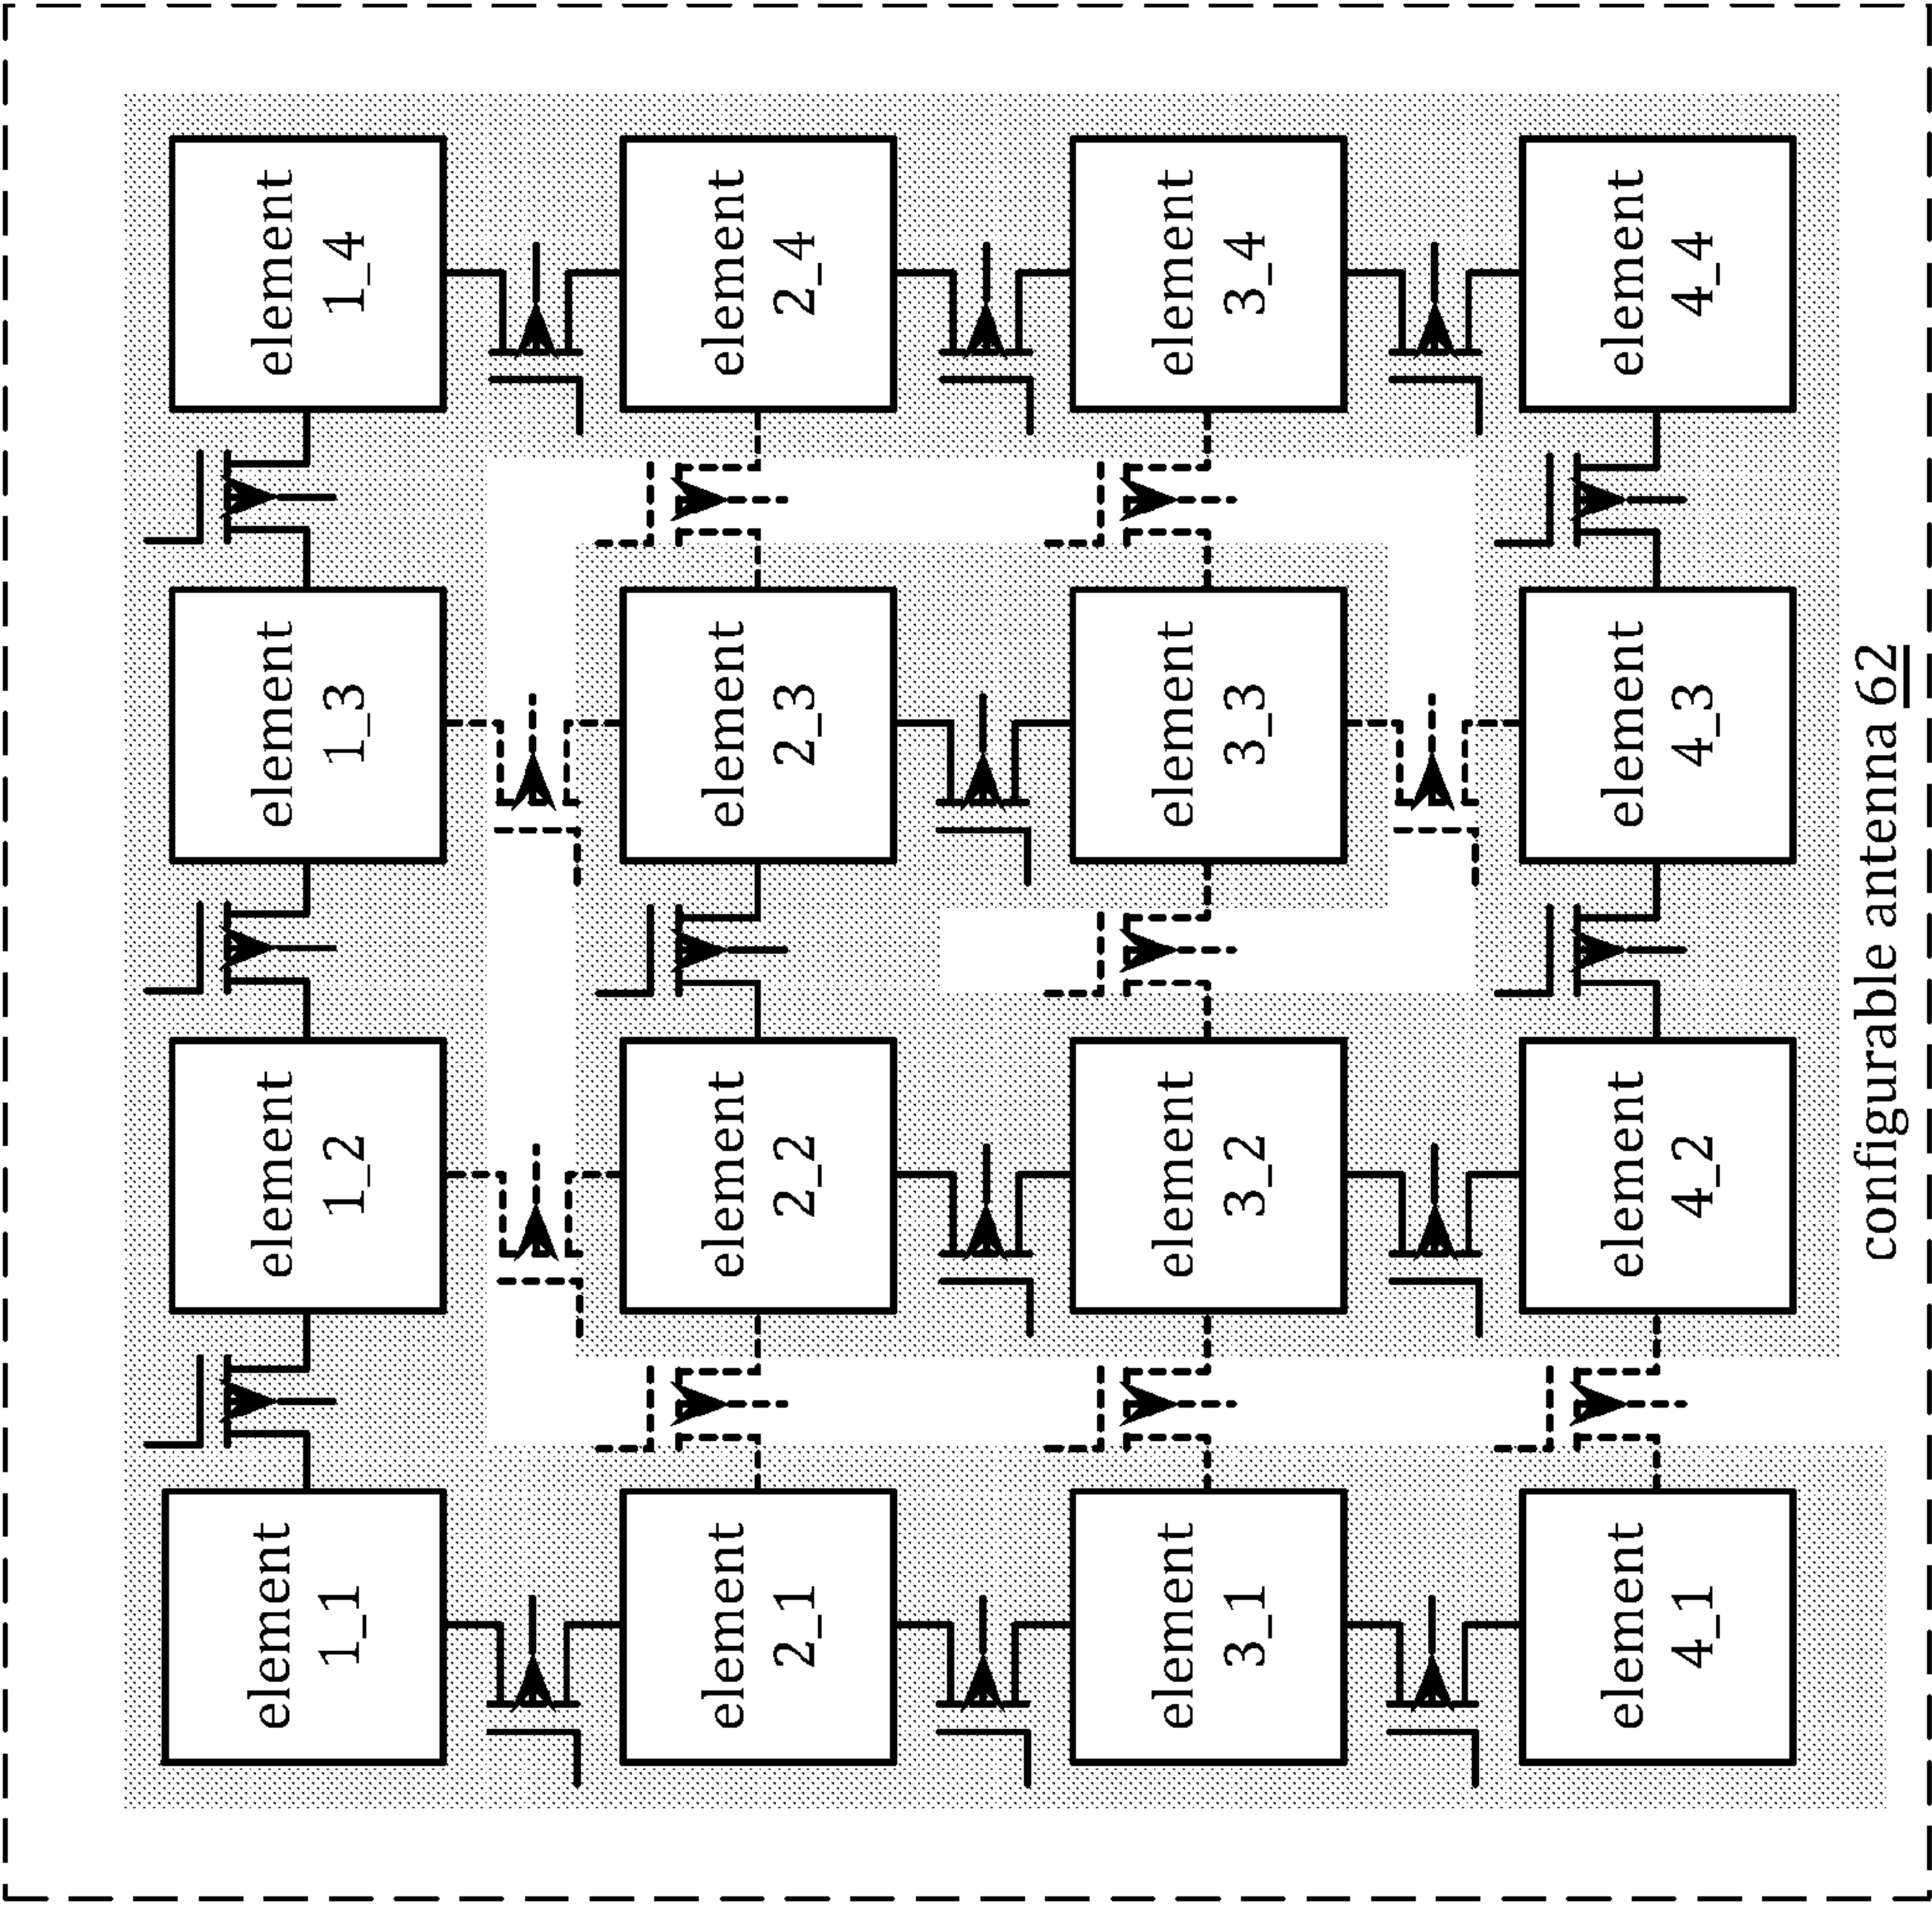 element
1_1
element
1_2
element
1_3
element
1_4
element
2_1
element
2_2
element
2_3
element
2_4
element
3_1
element
3_2
element
3_3
element
3_4
element
4_1
element
4_2
element
4_3
element
4_4
configurable antenna 62